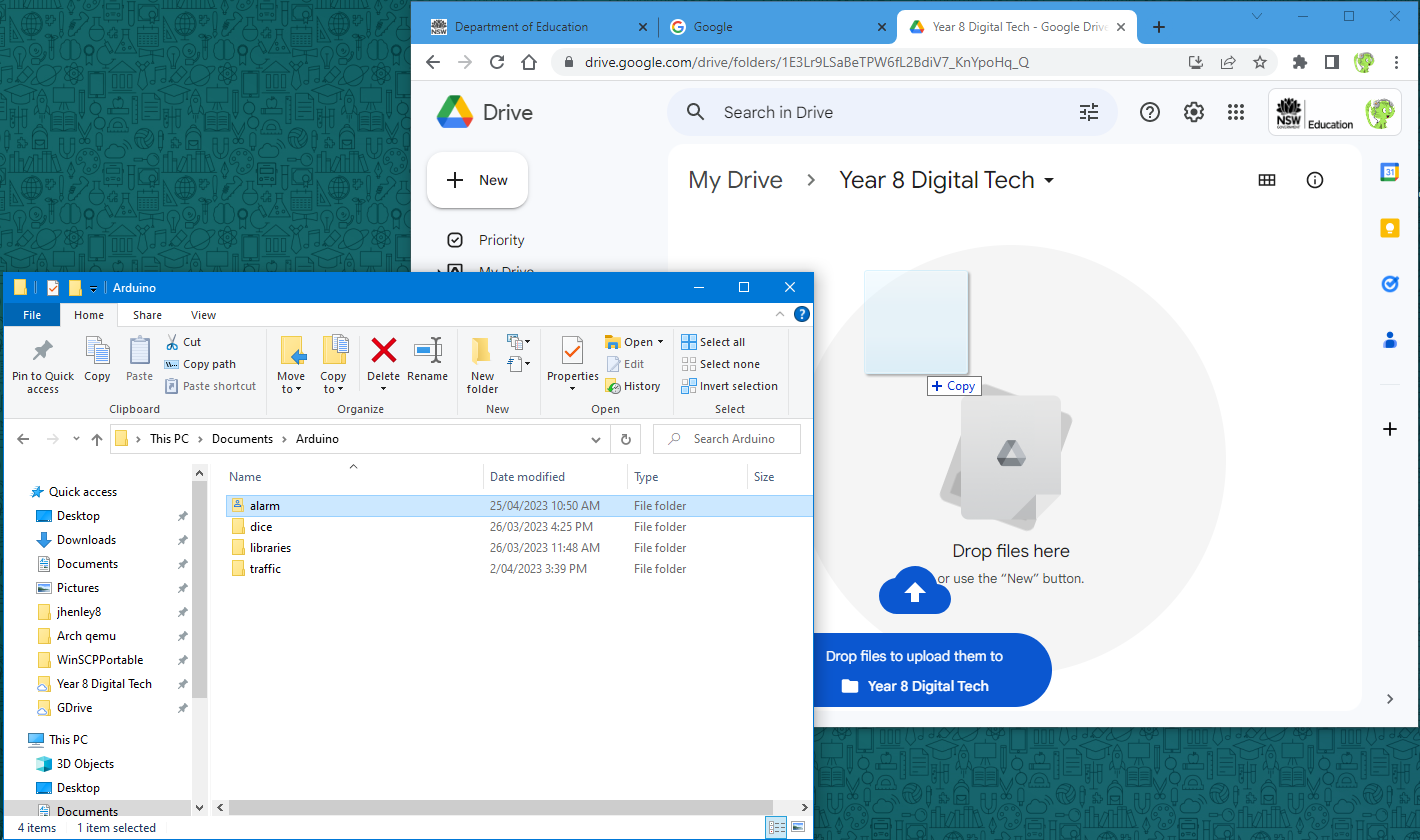 Department of Education
Google
Year 8 Digital Tech - Google Driv
drive.google.com/drive/folders/1E3Lr9LSaBeTPW6fL2BdiV7_KnYpoHq_Q
Drive
Search in Drive
NSW
GOVERNMENT
Education
New
My Drive
Year 8 Digital Tech
31
Priority
My Drive
Copy
Drop files here
or use the “New” button.
Drop files to upload them to
Year 8 Digital Tech
Arduino
File Home Share View
Pin to Quick access
Copy
Paste
Cut
Copy path
Paste shortcut
Clipboard
Move to
Copy to
Delete
Rename
Organize
New folder
New
Properties
Open
Edit
History
Open
Select all
Select none
Invert selection
Select
This PC > Documents > Arduino
Search Arduino
Name Date modified Type Size
alarm 25/04/2023 10:50 AM File folder
dice 26/03/2023 4:25 PM File folder
libraries 26/03/2023 11:48 AM File folder
traffic 2/04/2023 3:39 PM File folder
Quick access
Desktop
Downloads
Documents
Pictures
jhenley8
Arch qemu
WinSCPPortable
Year 8 Digital Tech
GDrive
This PC
3D Objects
Desktop
Documents
4 items 1 item selected